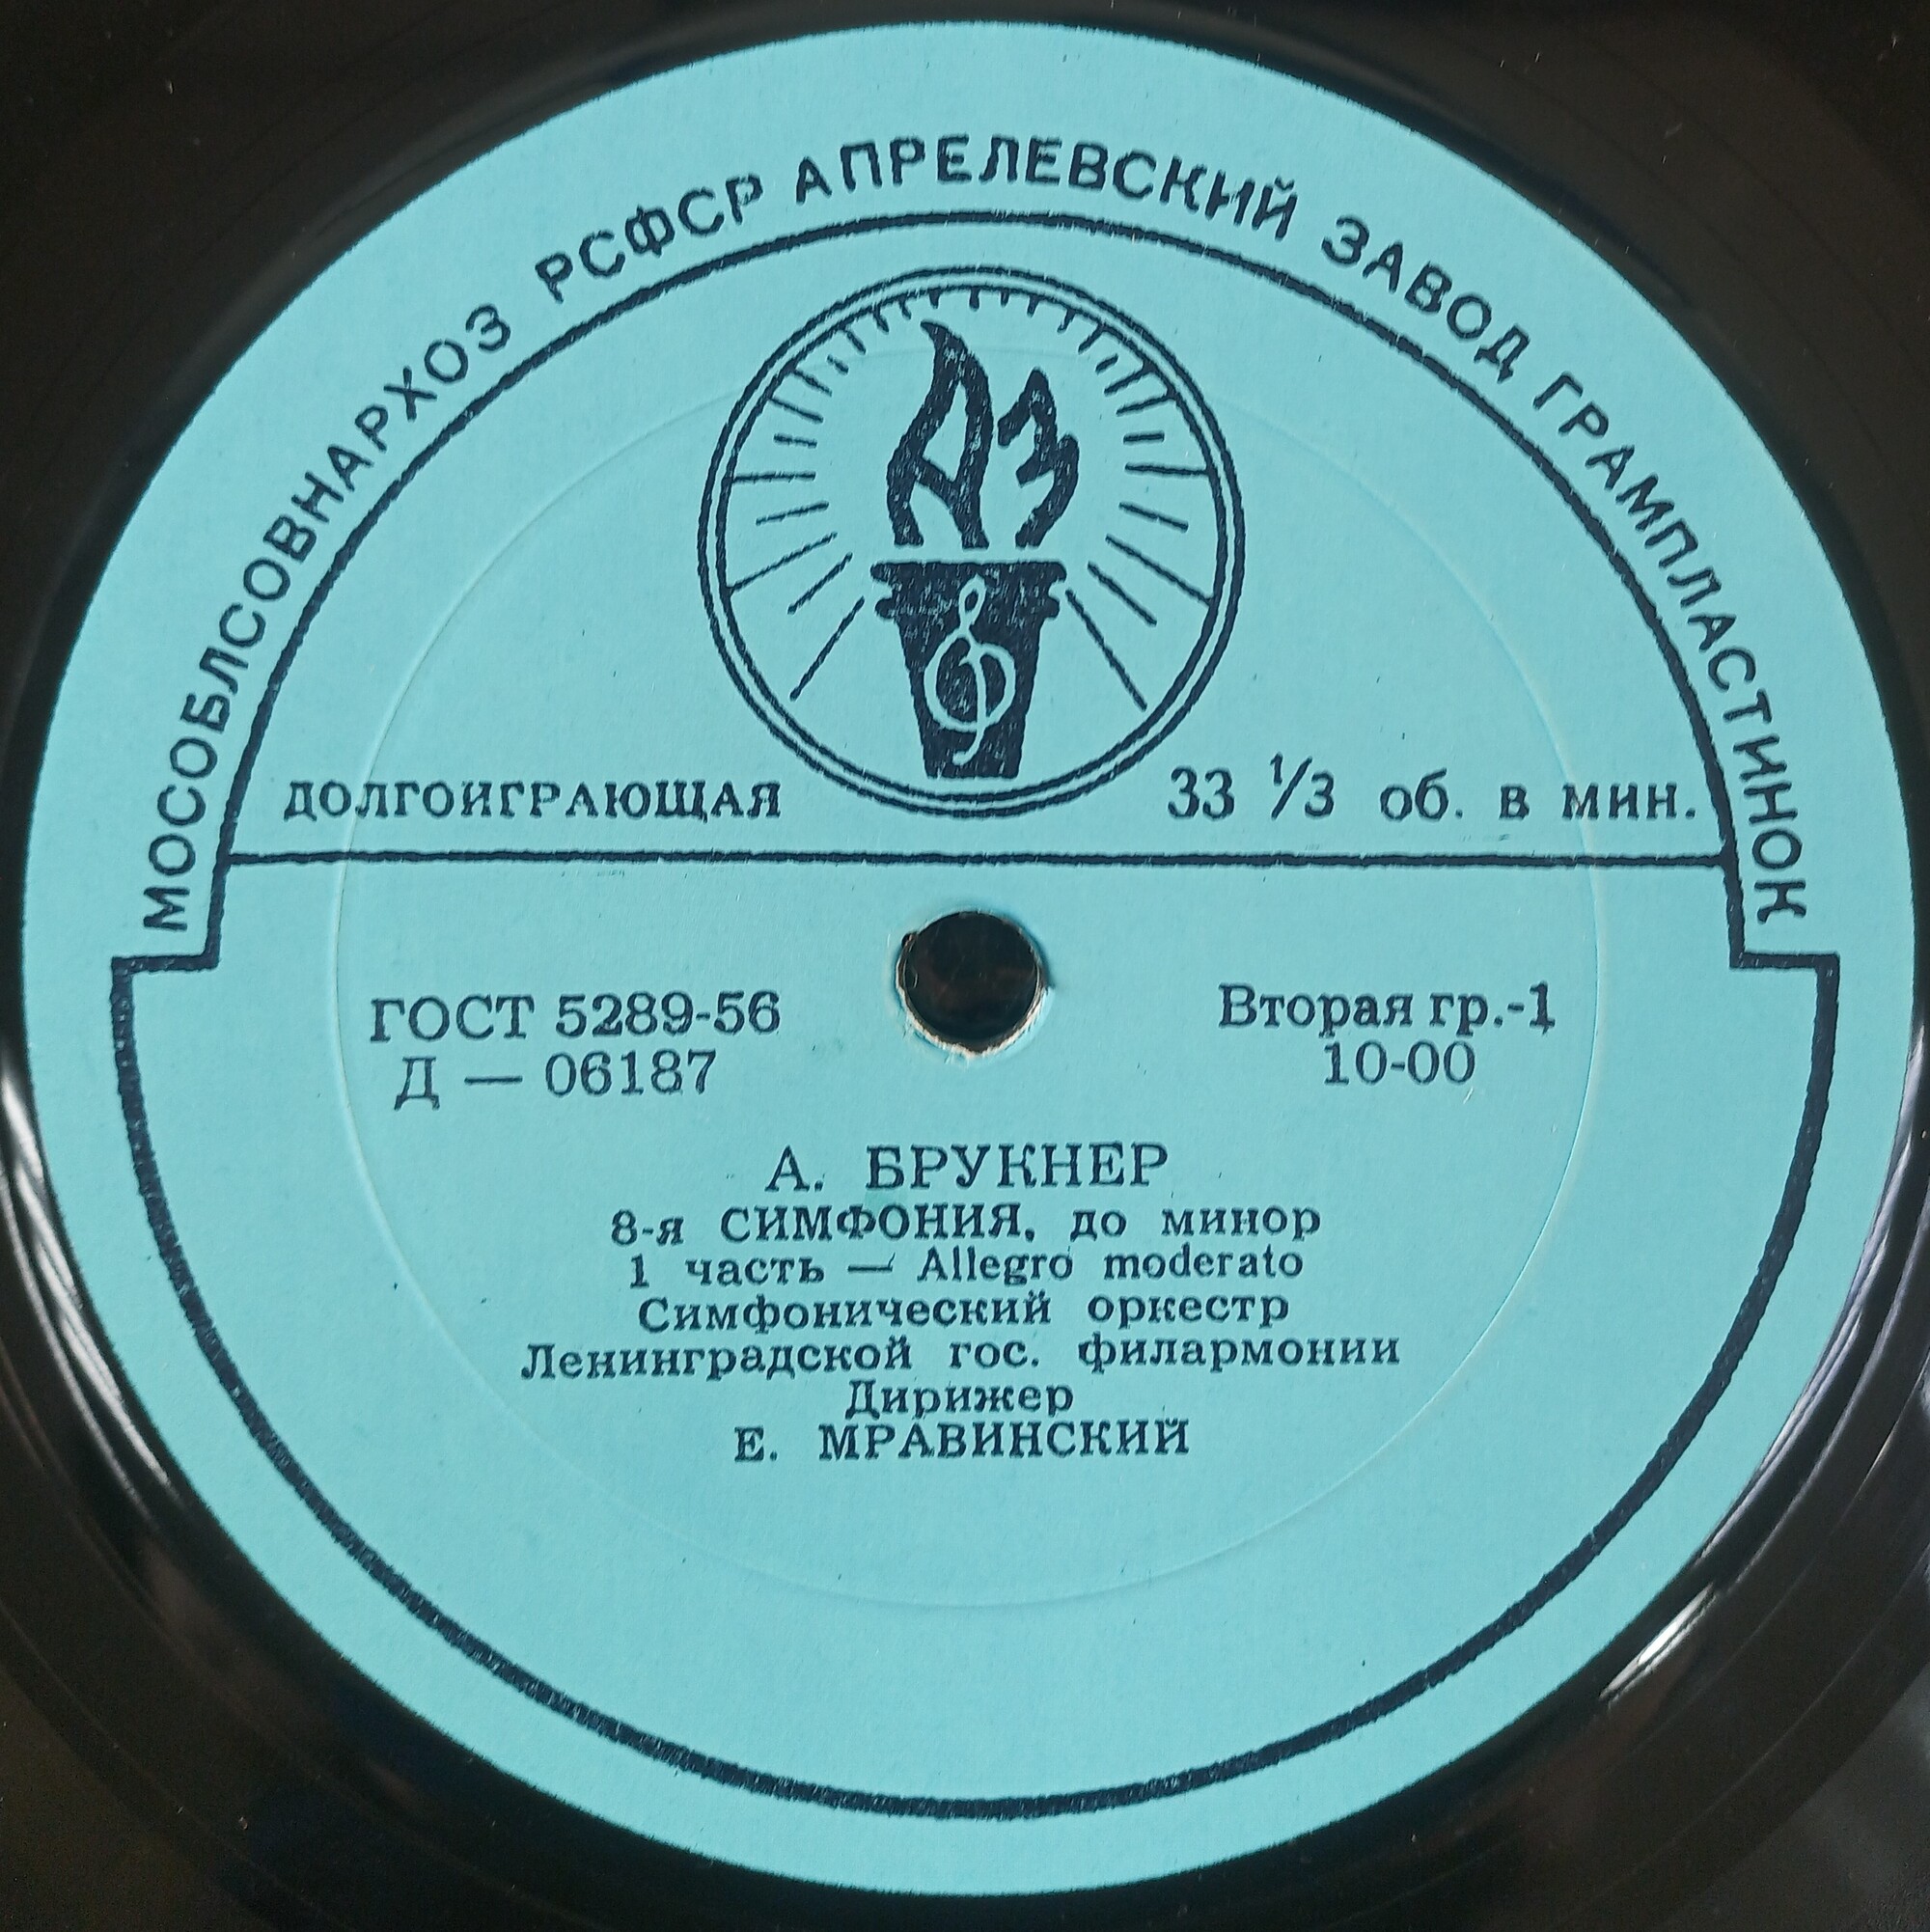 МОСОБЛСОВНАРХОЗ РСФСР АПРЕЛЕВСКИЙ ЗАВОД ГРАМПЛАСТИНОК
АЗ
ДОЛГОИГРАЮЩАЯ 33 1/3 об. в мин.
ГОСТ 5289-56 Вторая гр.-1
Д — 06187 10-00
А. БРУКНЕР
8-я СИМФОНИЯ, до минор
1 часть — Allegro moderato
Симфонический оркестр
Ленинградской гос. филармонии
Дирижер
Е. МРАВИНСКИЙ